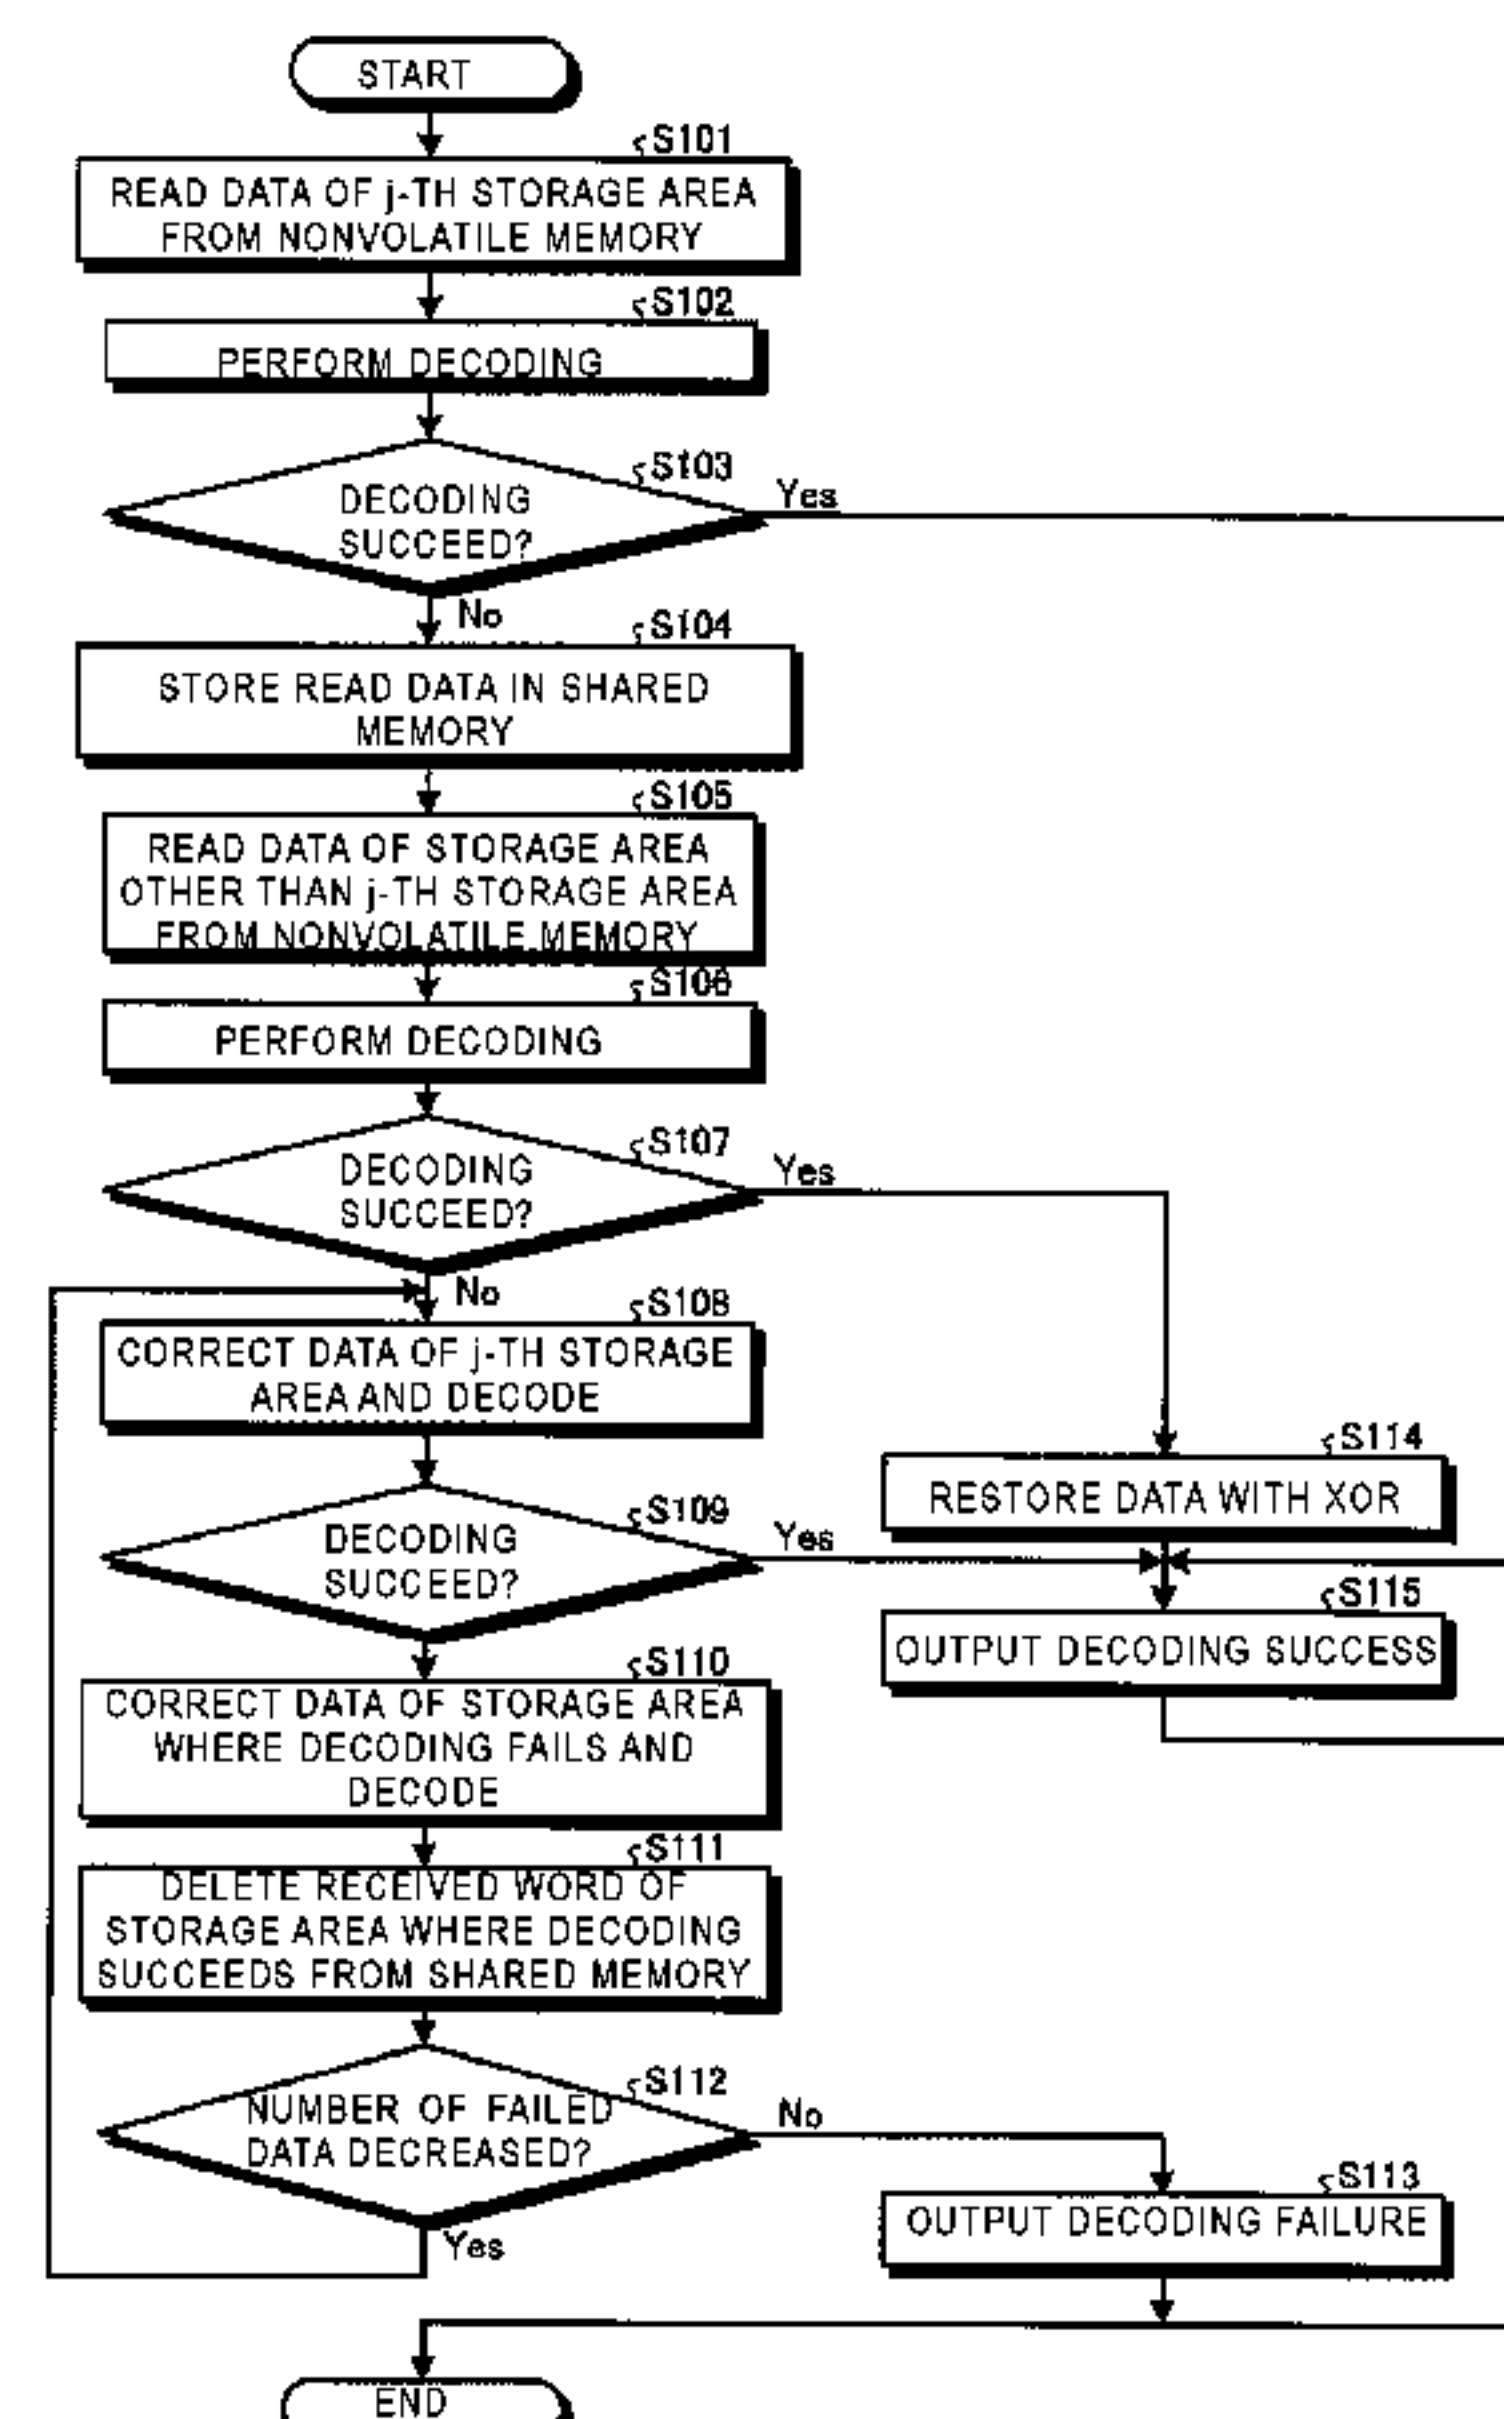 START
S101
READ DATA OF j-TH STORAGE AREA
FROM NONVOLATILE MEMORY
S102
PERFORM DECODING
S103
DECODING
SUCCEED?
Yes
No
S104
STORE READ DATA IN SHARED
MEMORY
S105
READ DATA OF STORAGE AREA
OTHER THAN j-TH STORAGE AREA
FROM NONVOLATILE MEMORY
S106
PERFORM DECODING
S107
DECODING
SUCCEED?
Yes
No
S108
CORRECT DATA OF j-TH STORAGE
AREA AND DECODE
S114
RESTORE DATA WITH XOR
S109
DECODING
SUCCEED?
Yes
S115
OUTPUT DECODING SUCCESS
S110
CORRECT DATA OF STORAGE AREA
WHERE DECODING FAILS AND
DECODE
S111
DELETE RECEIVED WORD OF
STORAGE AREA WHERE DECODING
SUCCEEDS FROM SHARED MEMORY
S112
NUMBER OF FAILED
DATA DECREASED?
No
Yes
S113
OUTPUT DECODING FAILURE
END